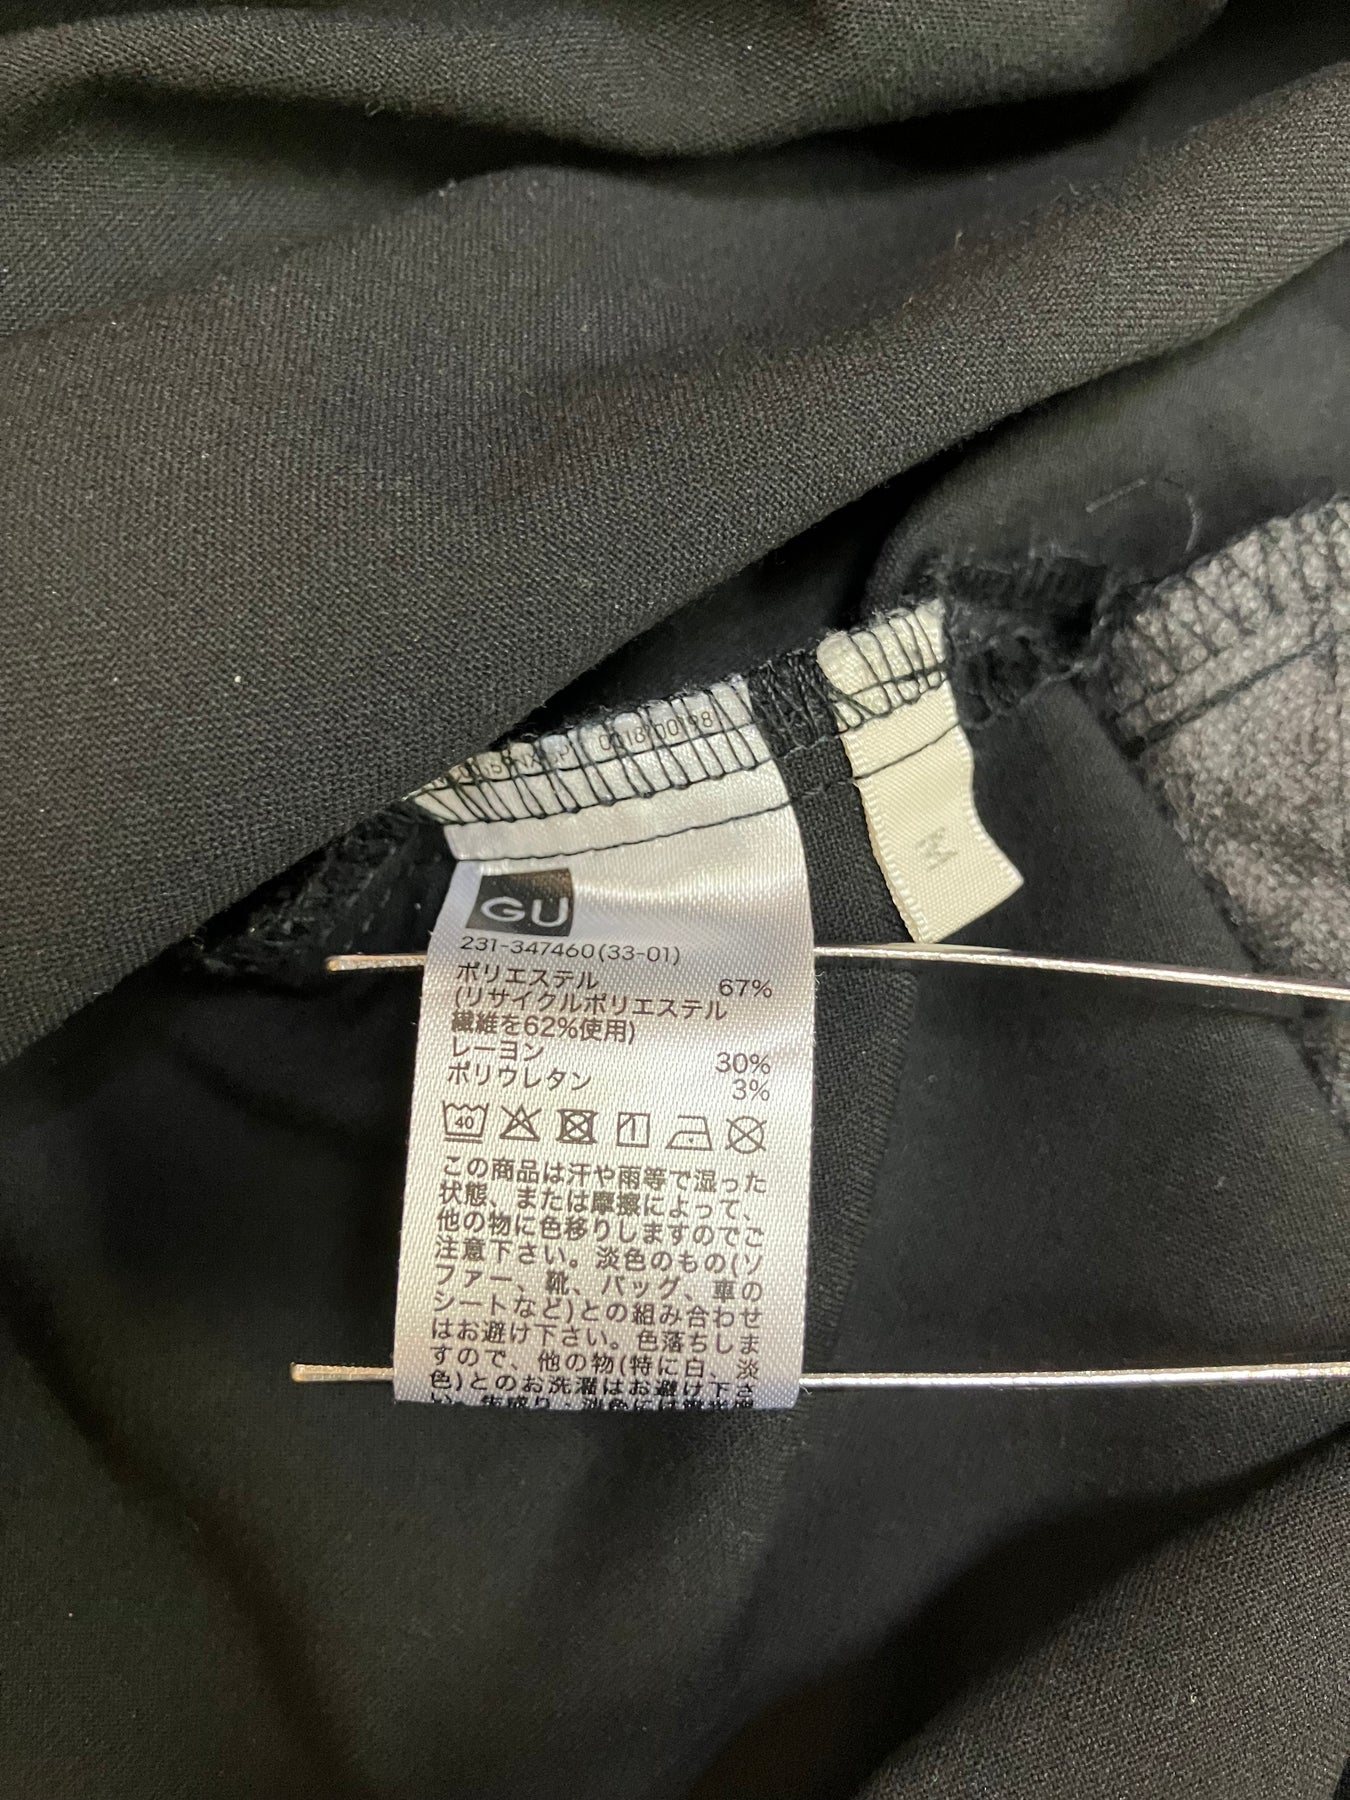 0018/00198
M
GU
231-347460(33-01)
ポリエステル 67%
(リサイクルポリエステル
繊維を62%使用)
レーヨン 30%
ポリウレタン 3%
40
この商品は汗や雨等で湿った
状態、または摩擦によって、
他の物に色移りしますのでご
注意下さい。淡色のもの(ソ
ファー、靴、バッグ、車の
シートなど)との組み合わせ
はお避け下さい。色落ちしま
すので、他の物(特に白、淡
色)とのお洗濯はお避け下さ